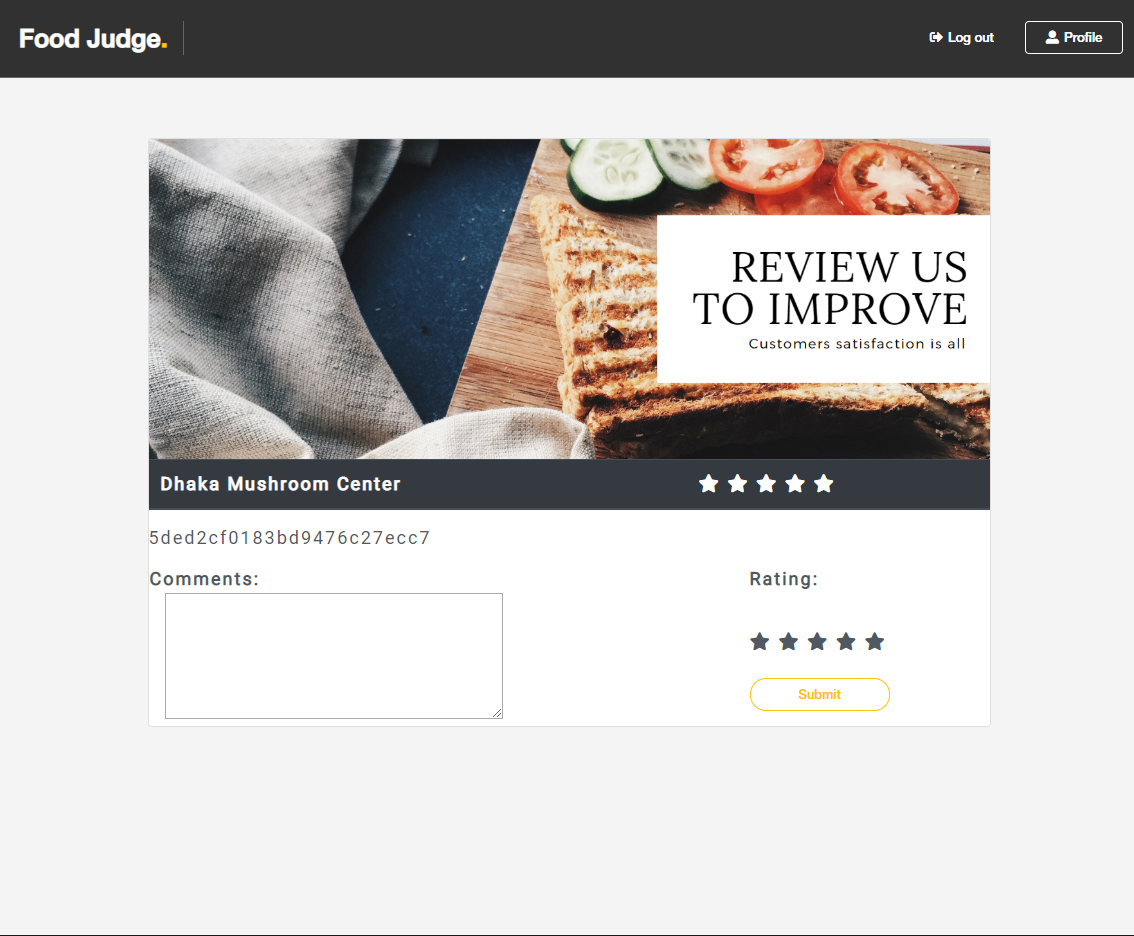 Food Judge.
Log out
Profile
REVIEW US
TO IMPROVE
Customers satisfaction is all
Dhaka Mushroom Center
5ded2cf0183bd9476c27ecc7
Comments:
Rating:
Submit